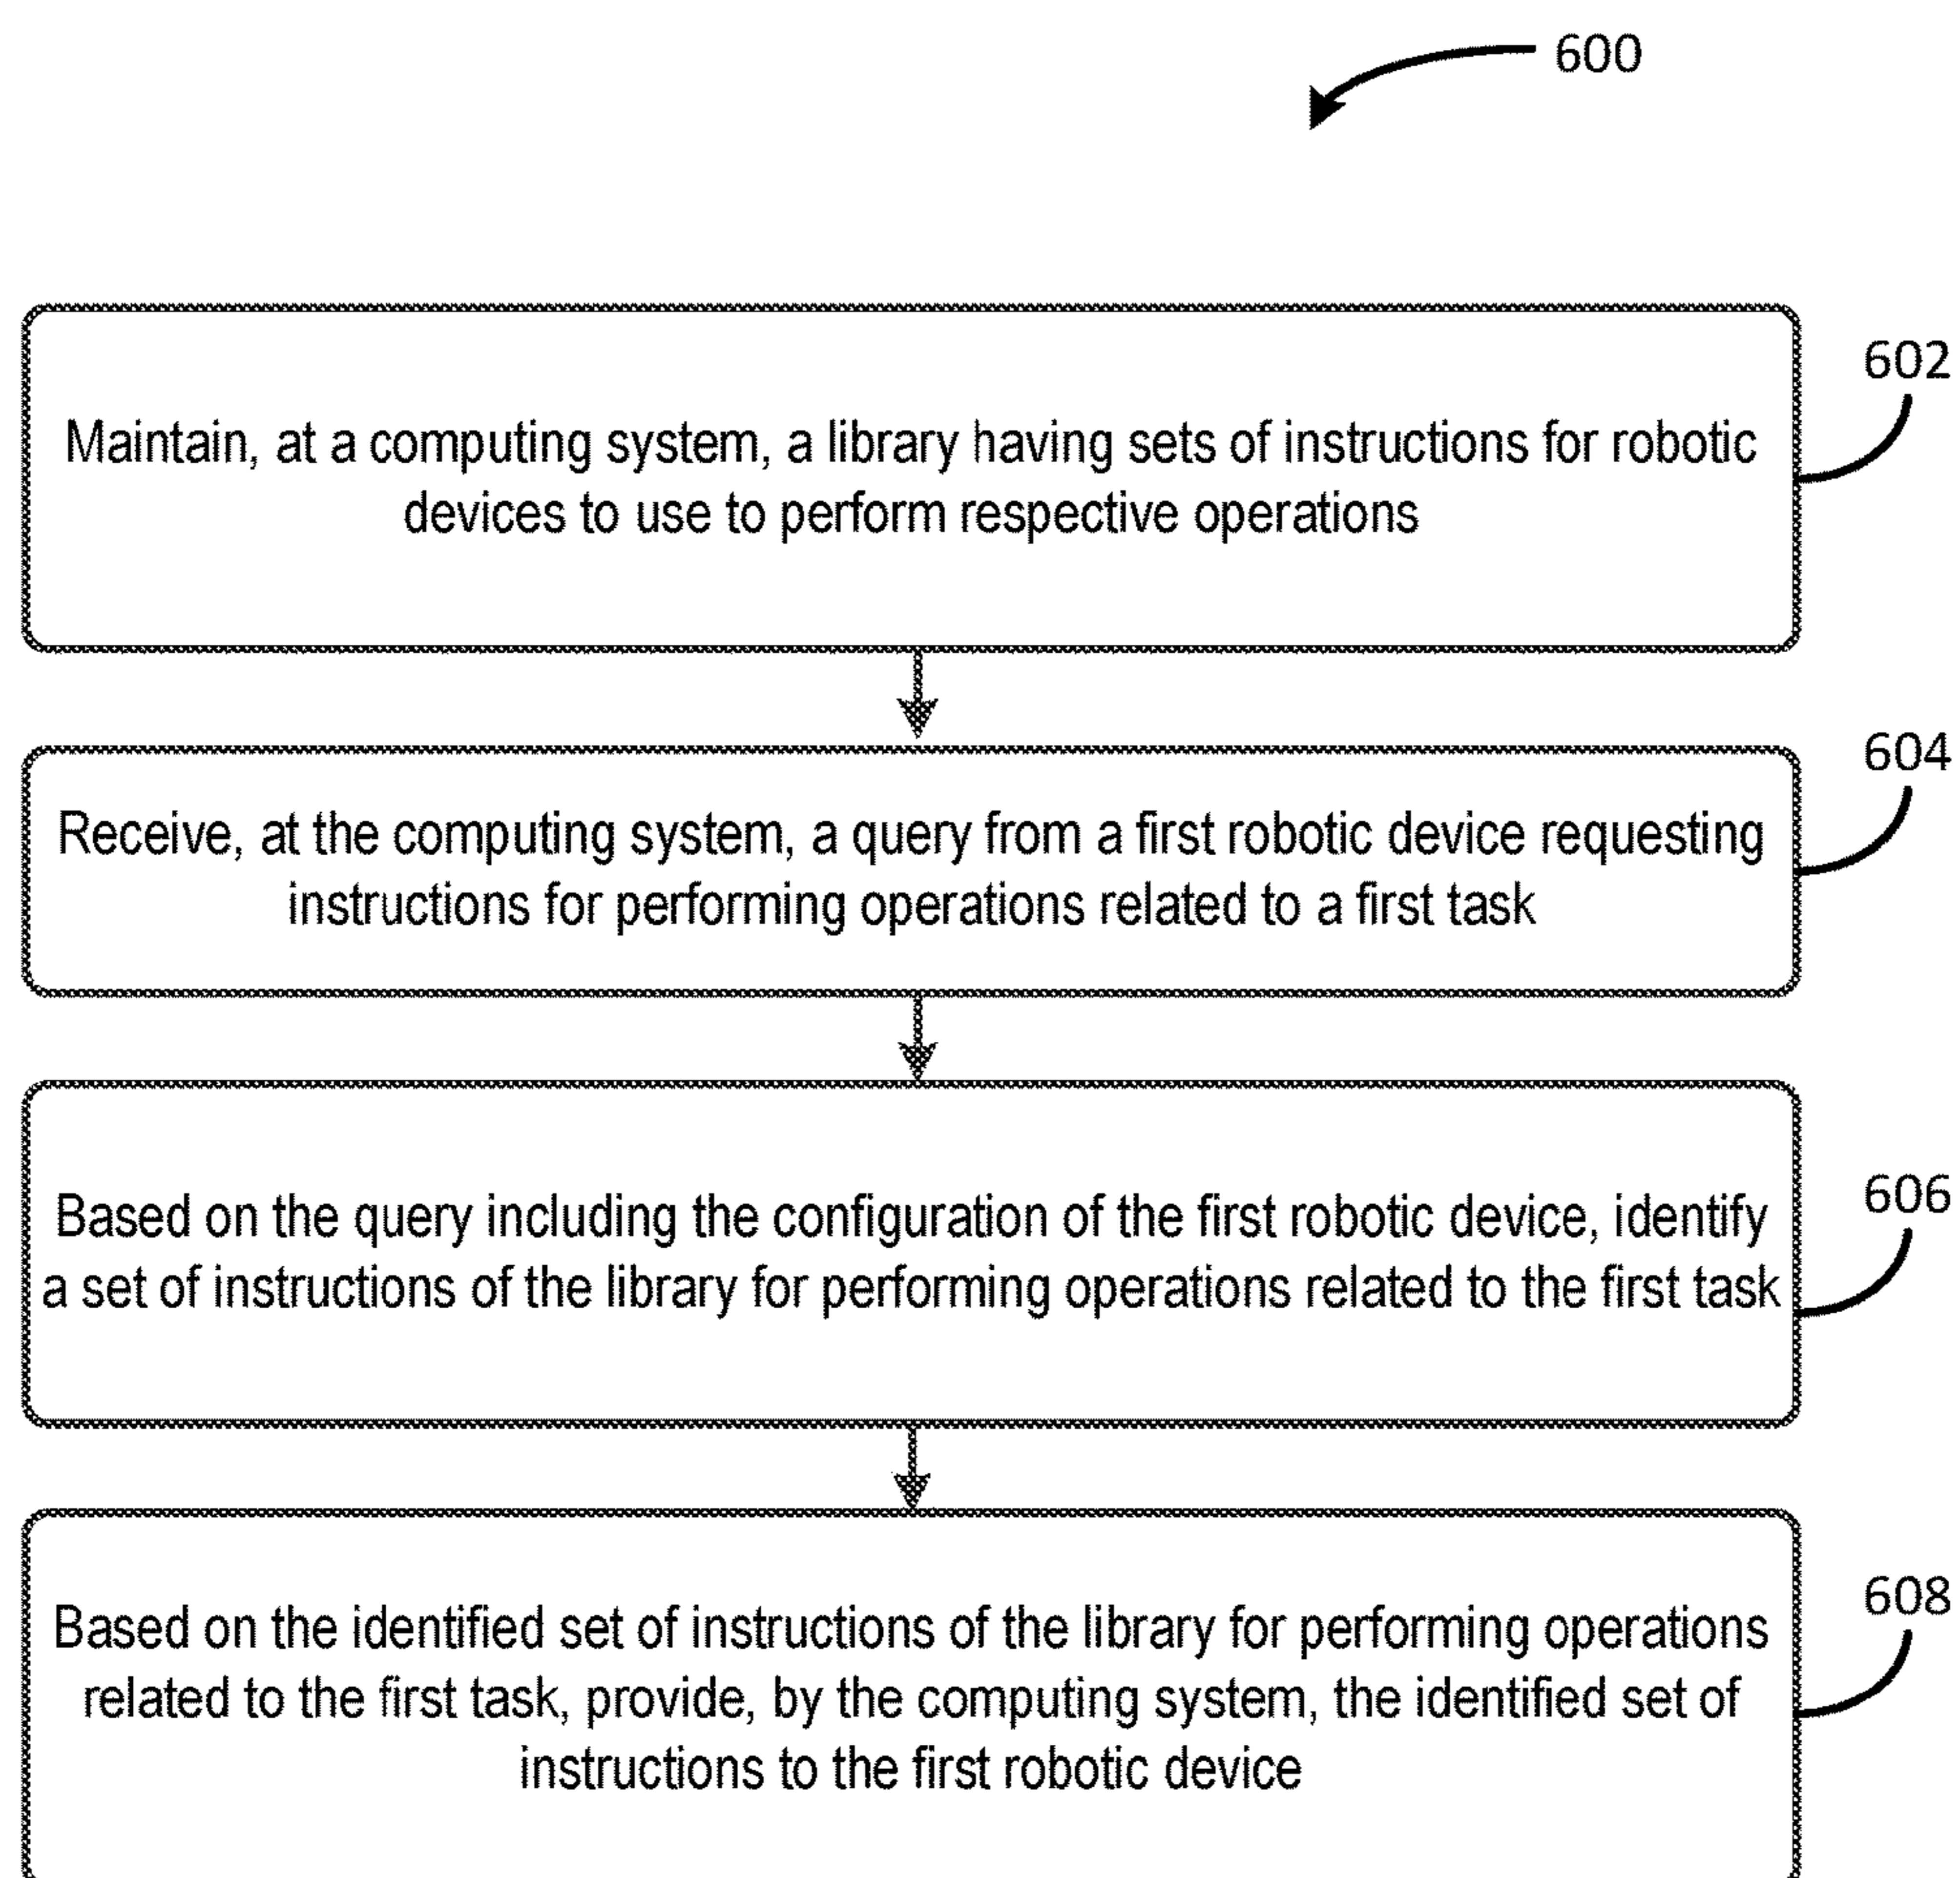 600
602
Maintain, at a computing system, a library having sets of instructions for robotic
devices to use to perform respective operations
604
Receive, at the computing system, a query from a first robotic device requesting
instructions for performing operations related to a first task
606
Based on the query including the configuration of the first robotic device, identify
a set of instructions of the library for performing operations related to the first task
608
Based on the identified set of instructions of the library for performing operations
related to the first task, provide, by the computing system, the identified set of
instructions to the first robotic device